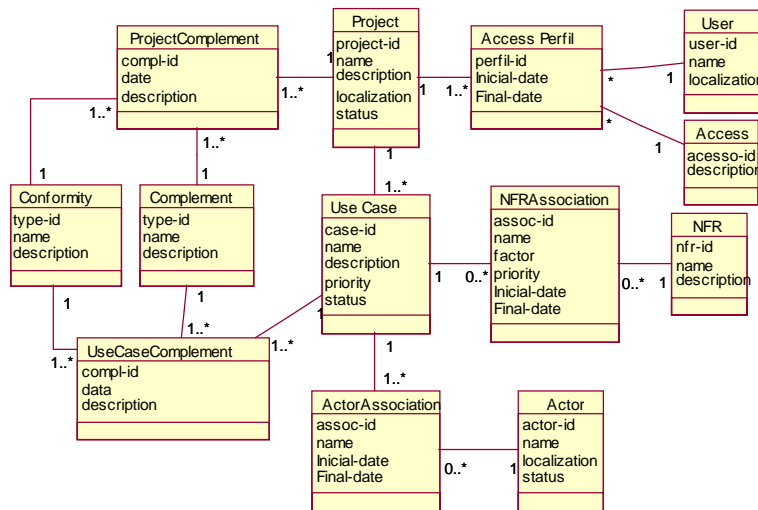 ProjectComplement
compl-id
date
description
Project
project-id
name
description
localization
status
Access Perfil
perfil-id
Inicial-date
Final-date
User
user-id
name
localization
Access
acesso-id
description
1
1..*
1
1..*
*
1
*
1
1..*
1..*
1
1
1
1..*
Conformity
type-id
name
description
Complement
type-id
name
description
Use Case
case-id
name
description
priority
status
NFRAssociation
assoc-id
name
factor
priority
Inicial-date
Final-date
NFR
nfr-id
name
description
1
0..*
0..*
1
1
1
1
1..*
1..*
1..*
1
1..*
UseCaseComplement
compl-id
data
description
ActorAssociation
assoc-id
name
Inicial-date
Final-date
Actor
actor-id
name
localization
status
0..*
1